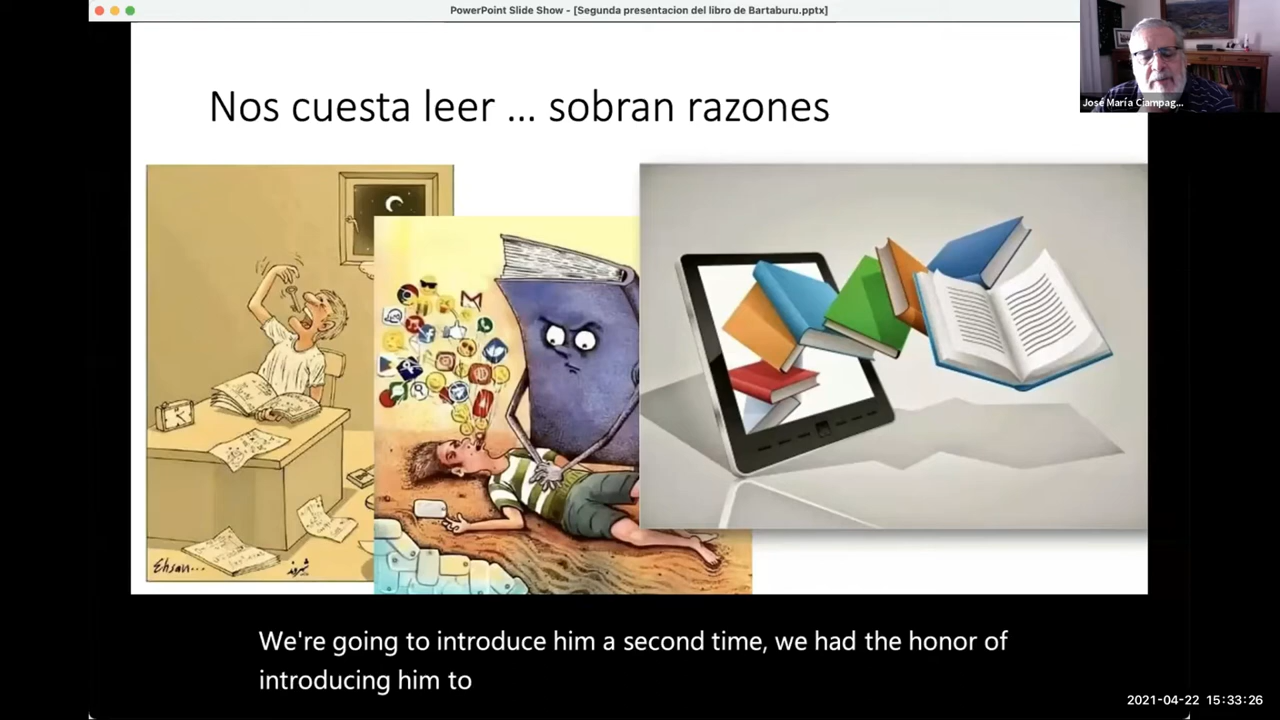 PowerPoint Slide Show - [Segunda presentacion del libro de Bartaburu.pptx]
José María Ciampag...
Nos cuesta leer ... sobran razones
Ehsan...
We're going to introduce him a second time, we had the honor of
introducing him to
2021-04-22 15:33:26